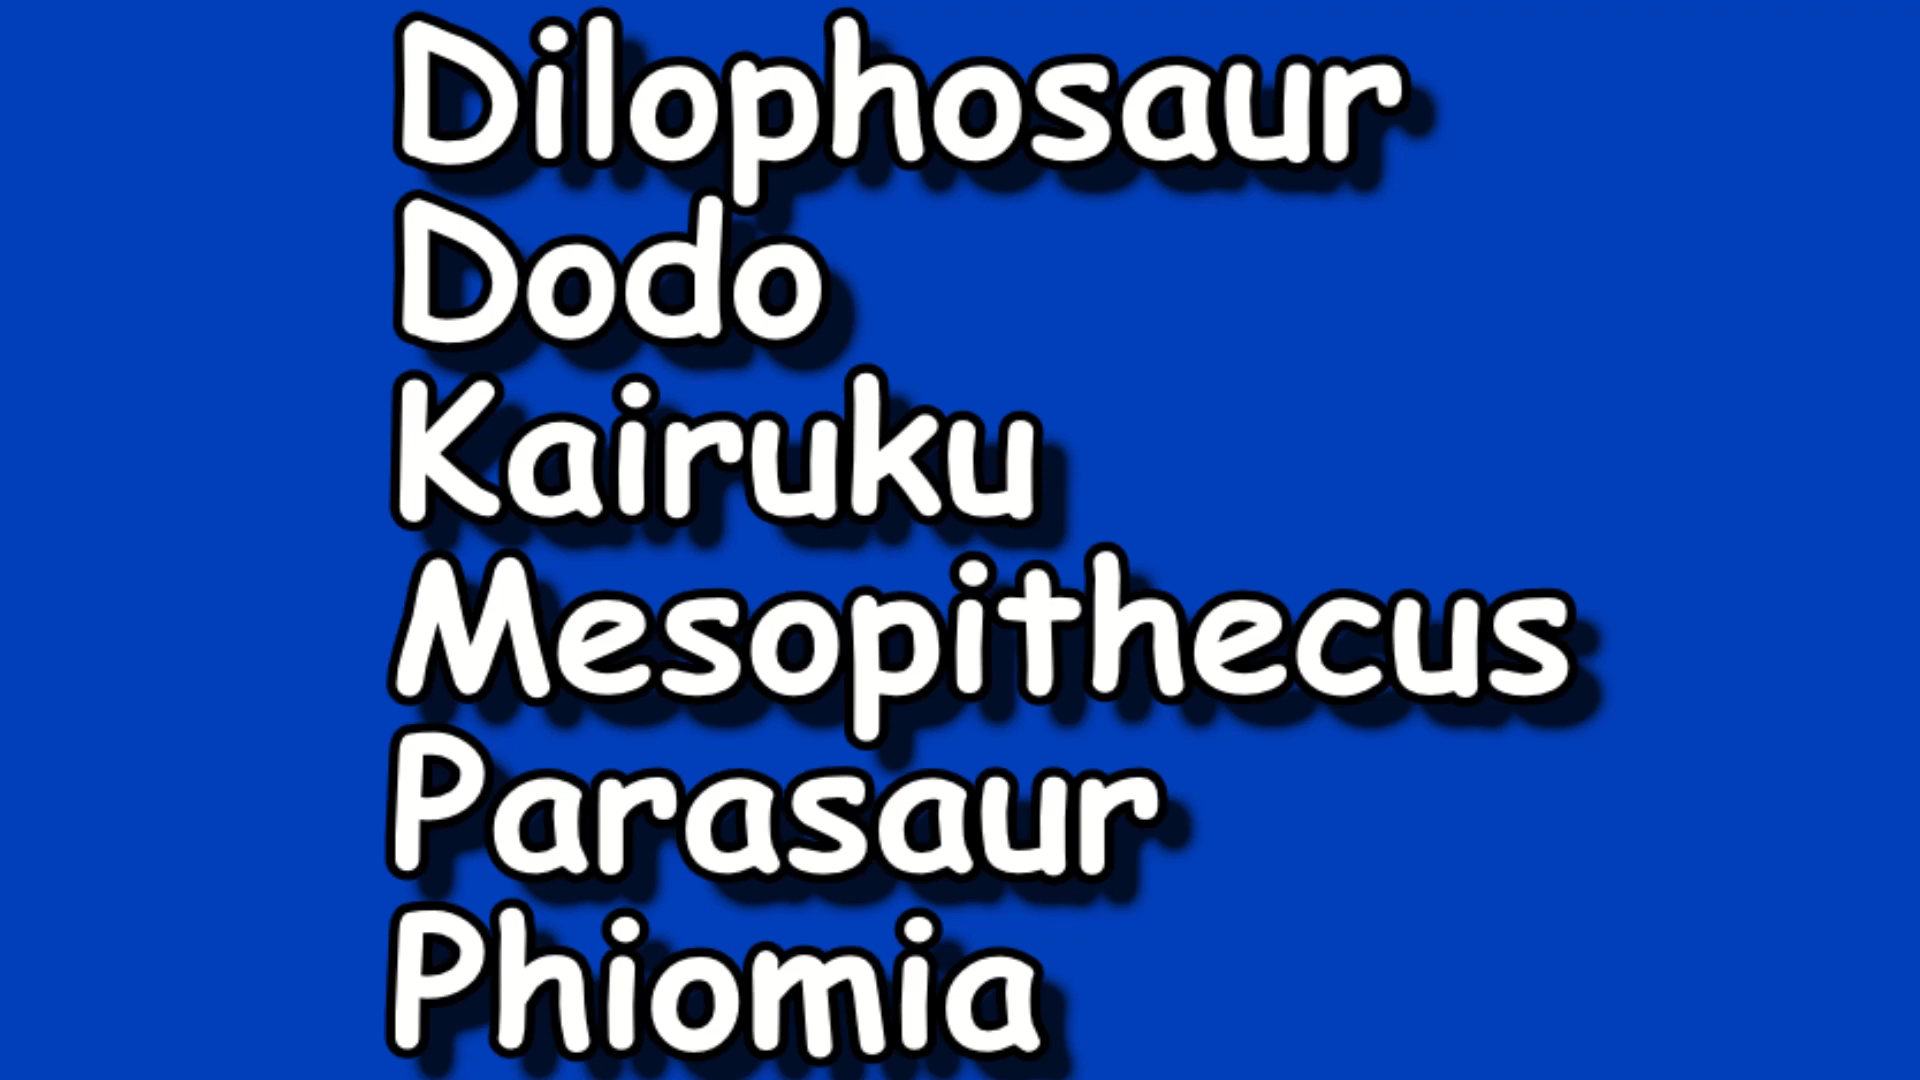 Dilophosaur
Dodo
Kairuku
Mesopithecus
Parasaur
Phiomia